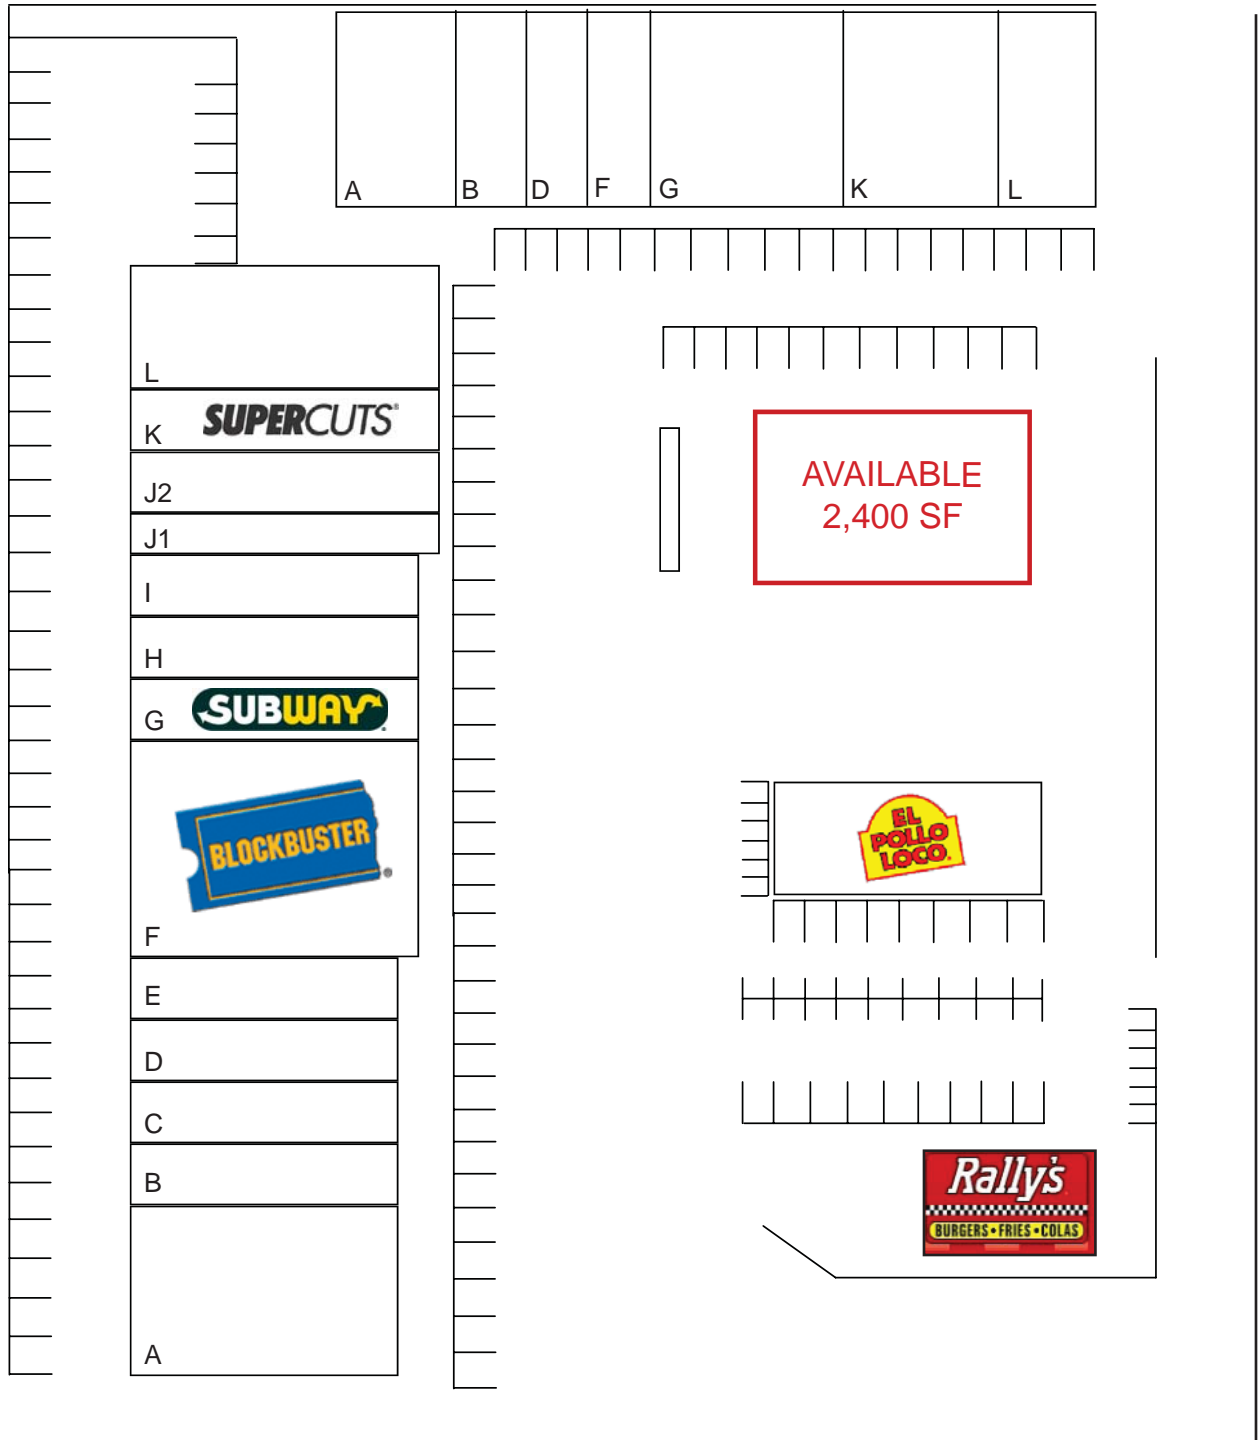 A
B
D
F
G
K
L
L
K
SUPERCUTS®
J2
J1
I
H
G
SUBWAY®
BLOCKBUSTER®
F
E
D
C
B
A
AVAILABLE
2,400 SF
EL
POLLO
LOCO®
Rally's
BURGERS • FRIES • COLAS